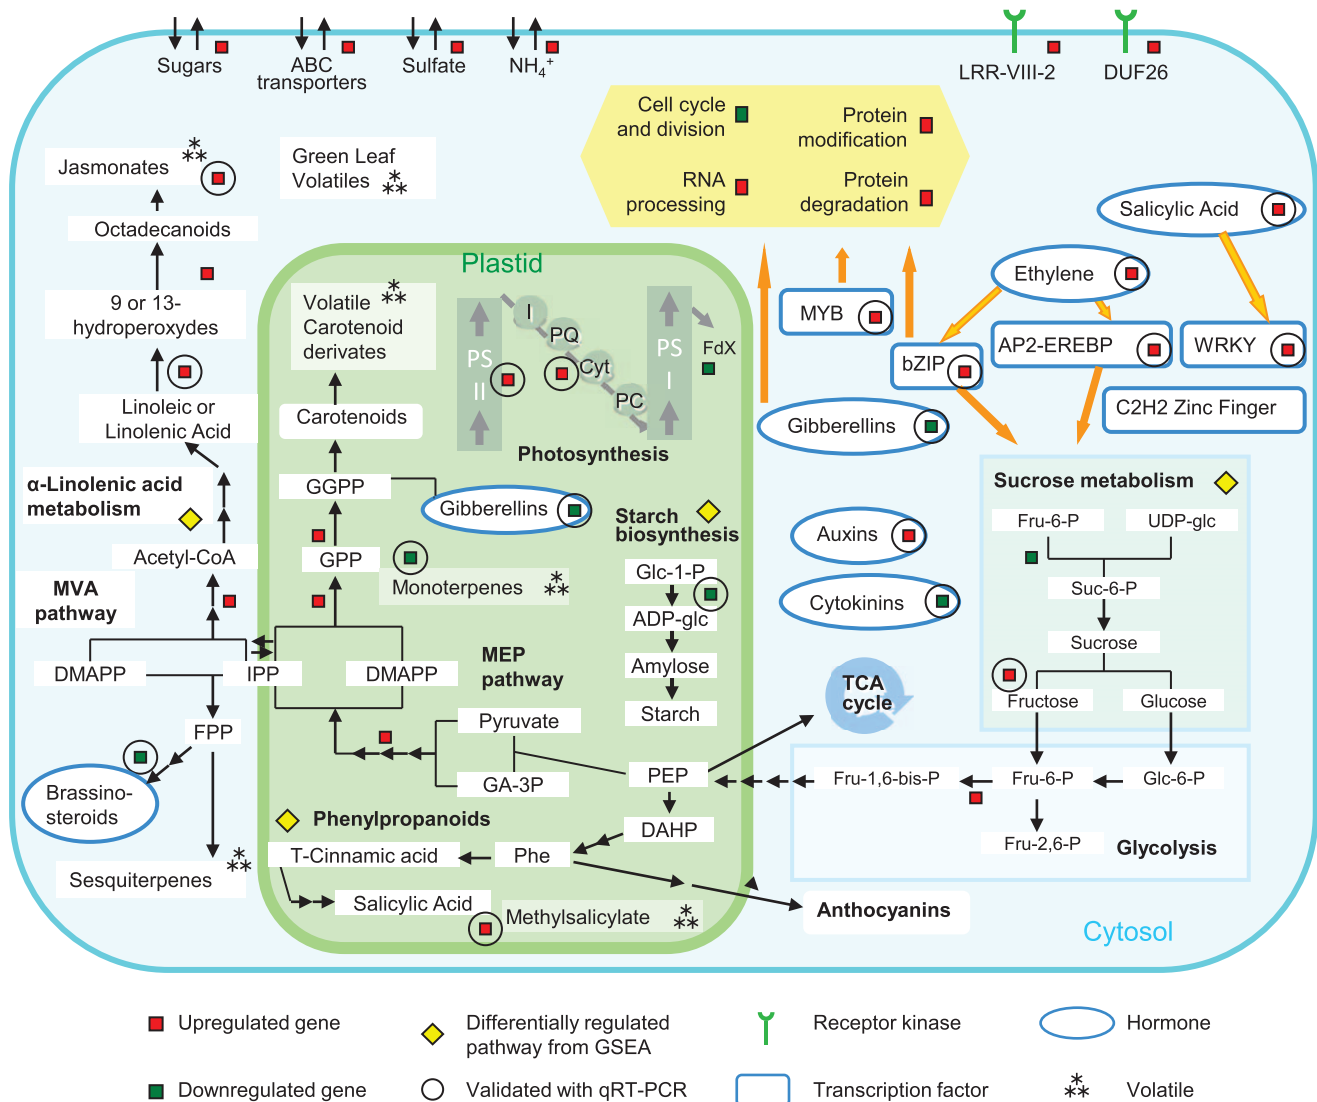 Sugars
ABC
transporters
Sulfate
NH₄⁺
LRR-VIII-2
DUF26
Cell cycle
and division
Protein
modification
RNA
processing
Protein
degradation
Jasmonates
Green Leaf
Volatiles
Octadecanoids
9 or 13-
hydroperoxydes
Linoleic or
Linolenic Acid
α-Linolenic acid
metabolism
Acetyl-CoA
MVA
pathway
DMAPP
IPP
FPP
Brassino-
steroids
Sesquiterpenes
Plastid
Volatile
Carotenoid
derivates
Carotenoids
GGPP
GPP
Gibberellins
Monoterpenes
DMAPP
MEP
pathway
Pyruvate
GA-3P
PS
II
I
PQ
Cyt
PC
PS
I
FdX
Photosynthesis
Starch
biosynthesis
Glc-1-P
ADP-glc
Amylose
Starch
PEP
DAHP
Phenylpropanoids
T-Cinnamic acid
Phe
Salicylic Acid
Methylsalicylate
Salicylic Acid
Ethylene
MYB
bZIP
AP2-EREBP
WRKY
C2H2 Zinc Finger
Gibberellins
Auxins
Cytokinins
TCA
cycle
Sucrose metabolism
Fru-6-P
UDP-glc
Suc-6-P
Sucrose
Fructose
Glucose
Fru-1,6-bis-P
Fru-6-P
Glc-6-P
Fru-2,6-P
Glycolysis
Anthocyanins
Cytosol
Upregulated gene
Differentially regulated
pathway from GSEA
Receptor kinase
Hormone
Downregulated gene
Validated with qRT-PCR
Transcription factor
Volatile